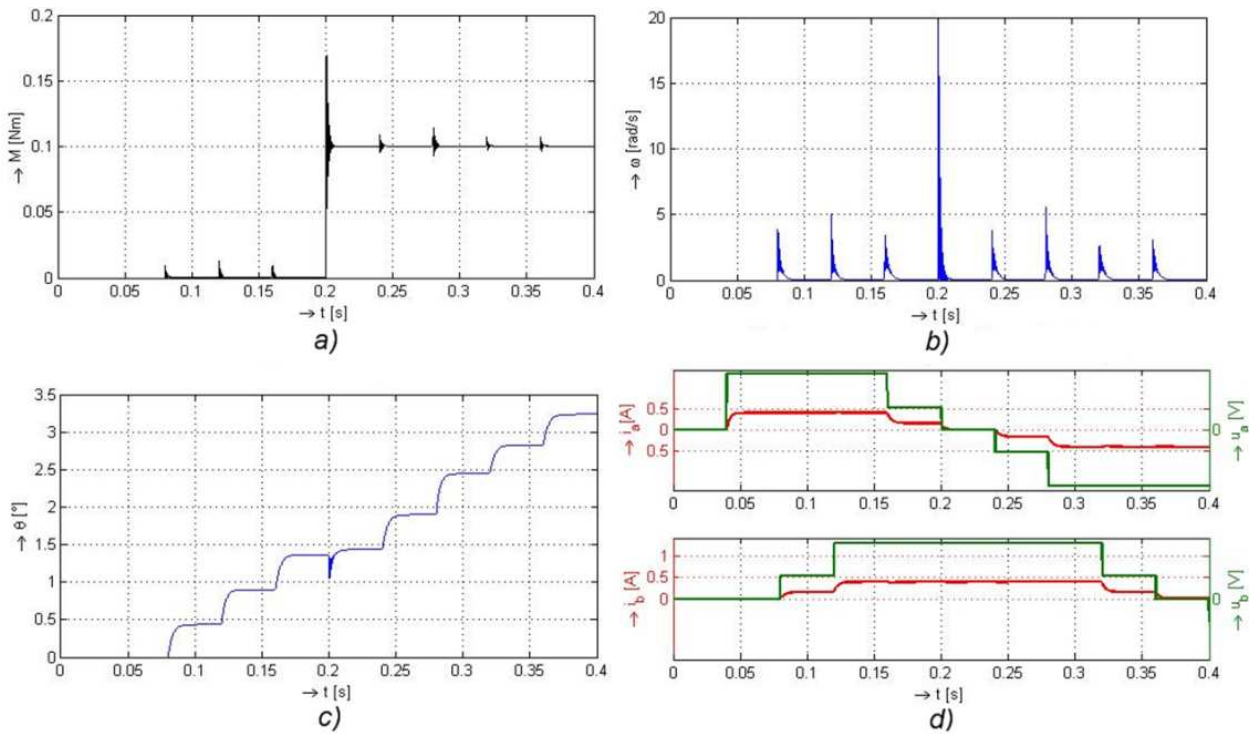 0.2
0.15
0.1
0.05
0
→ M [Nm]
0 0.05 0.1 0.15 0.2 0.25 0.3 0.35 0.4
→ t [s]
a)
20
15
10
5
0
→ ω [rad/s]
0 0.05 0.1 0.15 0.2 0.25 0.3 0.35 0.4
→ t [s]
b)
3.5
3
2.5
2
1.5
1
0.5
0
→ θ [°]
0 0.05 0.1 0.15 0.2 0.25 0.3 0.35 0.4
→ t [s]
c)
0.5
0
0.5
→ i_a[A]
0
→ u_a [V]
0 0.05 0.1 0.15 0.2 0.25 0.3 0.35 0.4
1
0.5
0
→ i_b [A]
0
→ u_b [V]
0 0.05 0.1 0.15 0.2 0.25 0.3 0.35 0.4
→ t [s]
d)